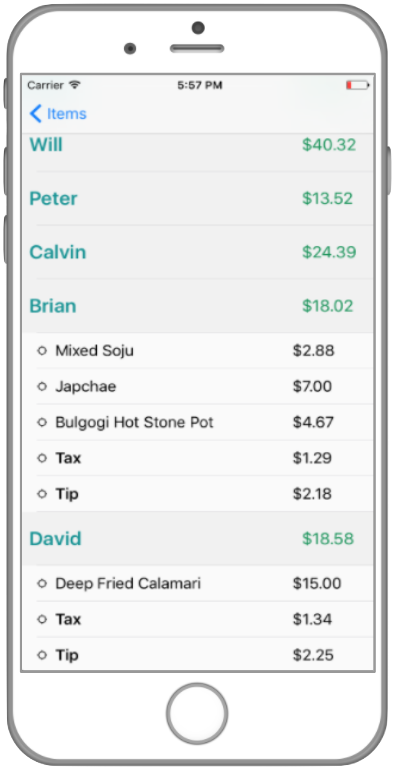 Carrier 5:57 PM
Items
Will $40.32
Peter $13.52
Calvin $24.39
Brian $18.02
Mixed Soju $2.88
Japchae $7.00
Bulgogi Hot Stone Pot $4.67
Tax $1.29
Tip $2.18
David $18.58
Deep Fried Calamari $15.00
Tax $1.34
Tip $2.25